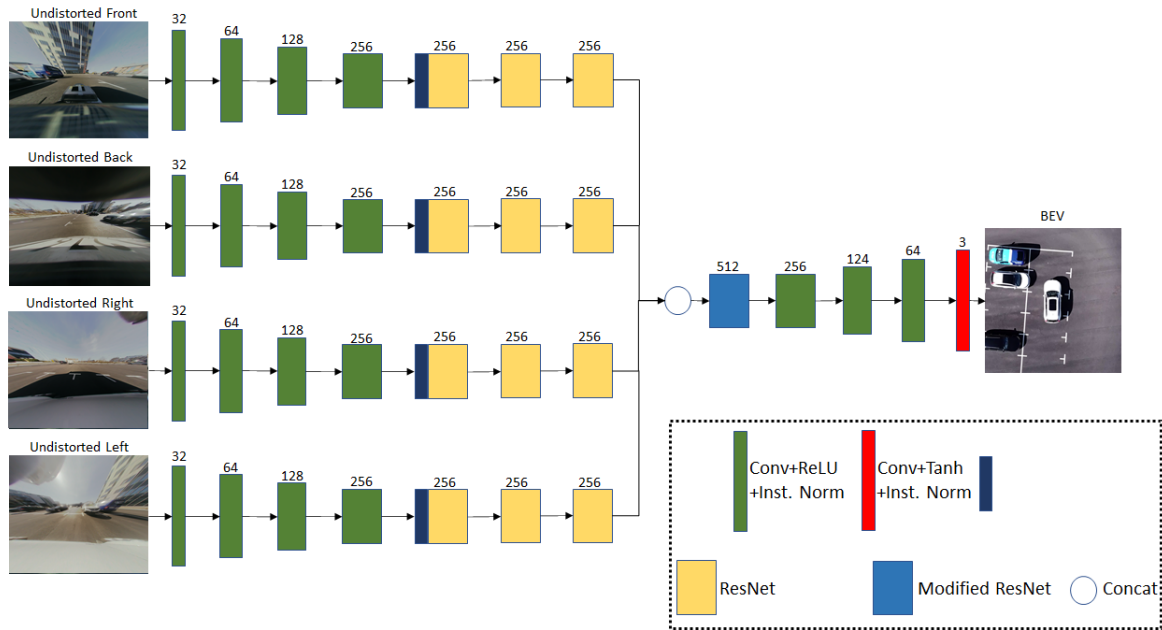 Undistorted Front
32
64
128
256
256
256
256
Undistorted Back
32
64
128
256
256
256
256
Undistorted Right
32
64
128
256
256
256
256
Undistorted Left
32
64
128
256
256
256
256
512
256
124
64
3
BEV
Conv+ReLU
+Inst. Norm
Conv+Tanh
+Inst. Norm
ResNet
Modified ResNet
Concat